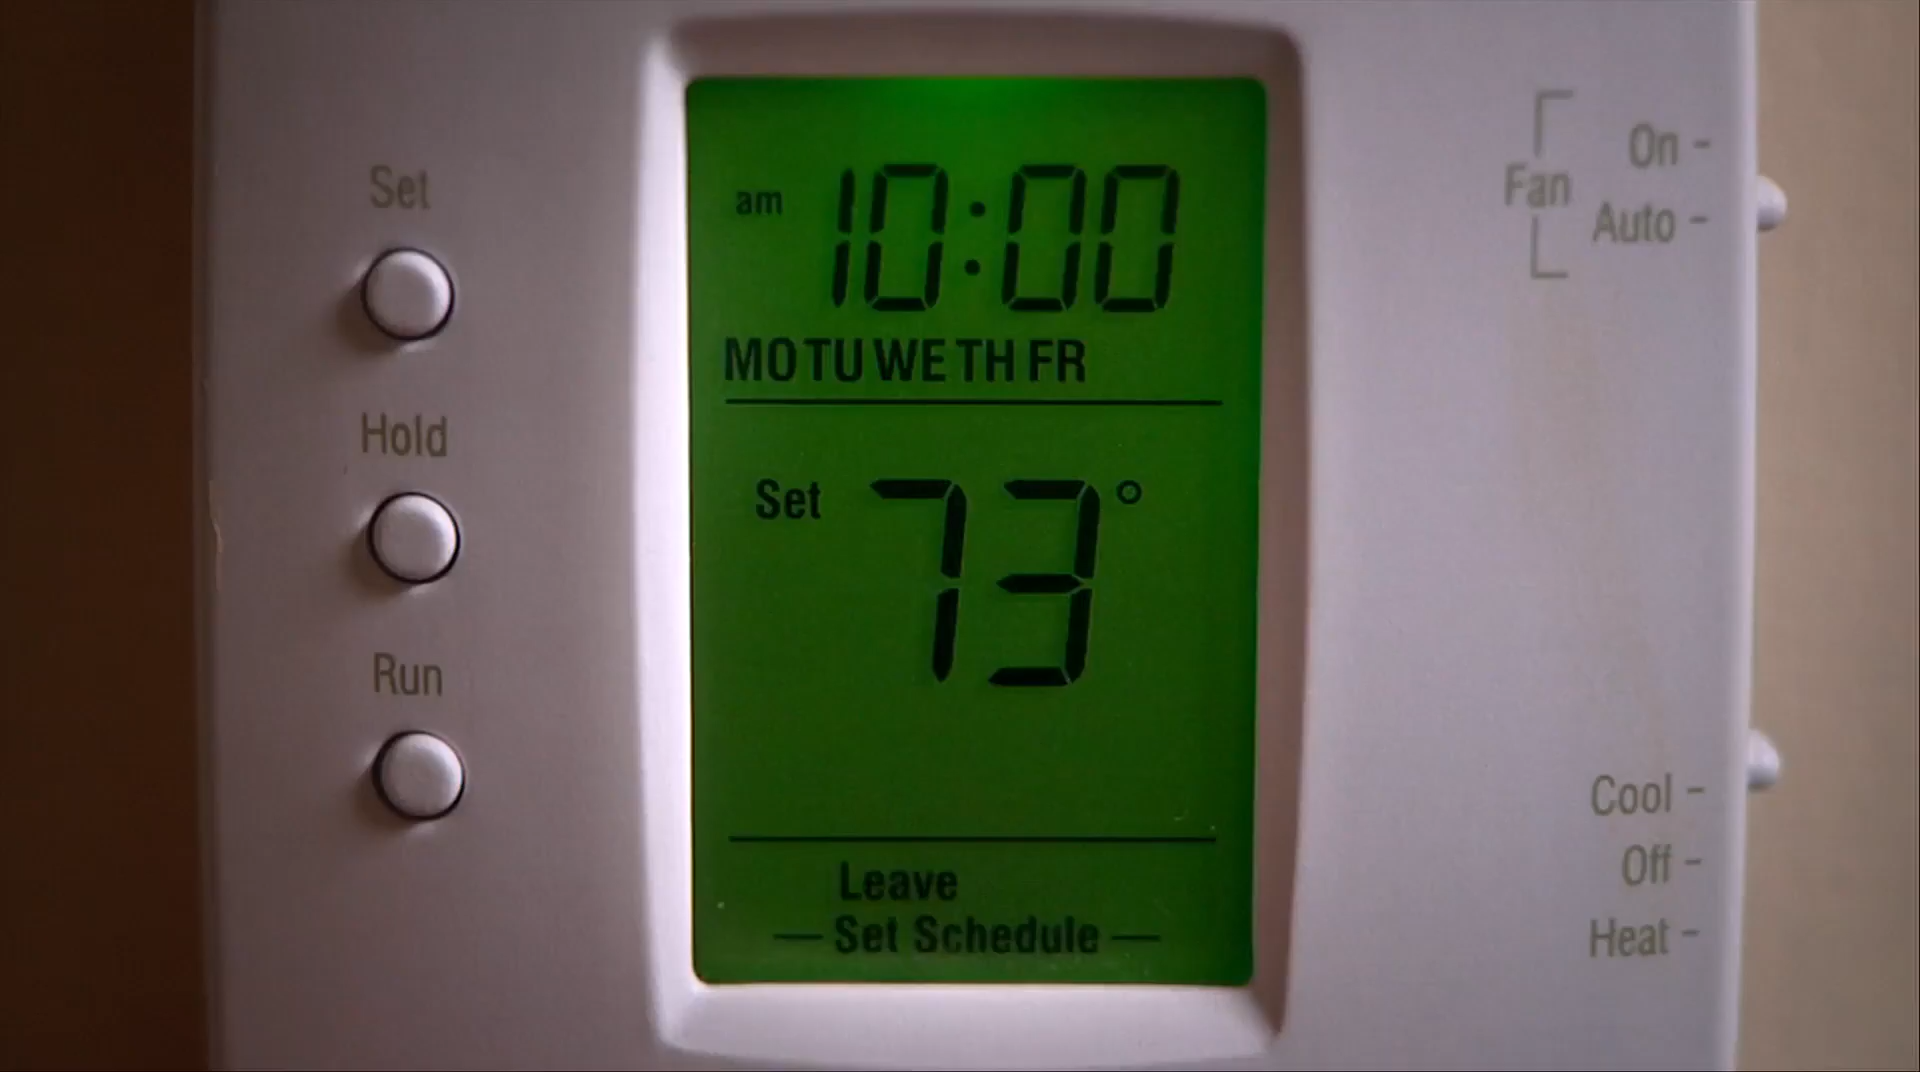 Set
Hold
Run
am 10:00
MO TU WE TH FR
Set 73°
Leave
Set Schedule
Fan
On
Auto
Cool
Off
Heat